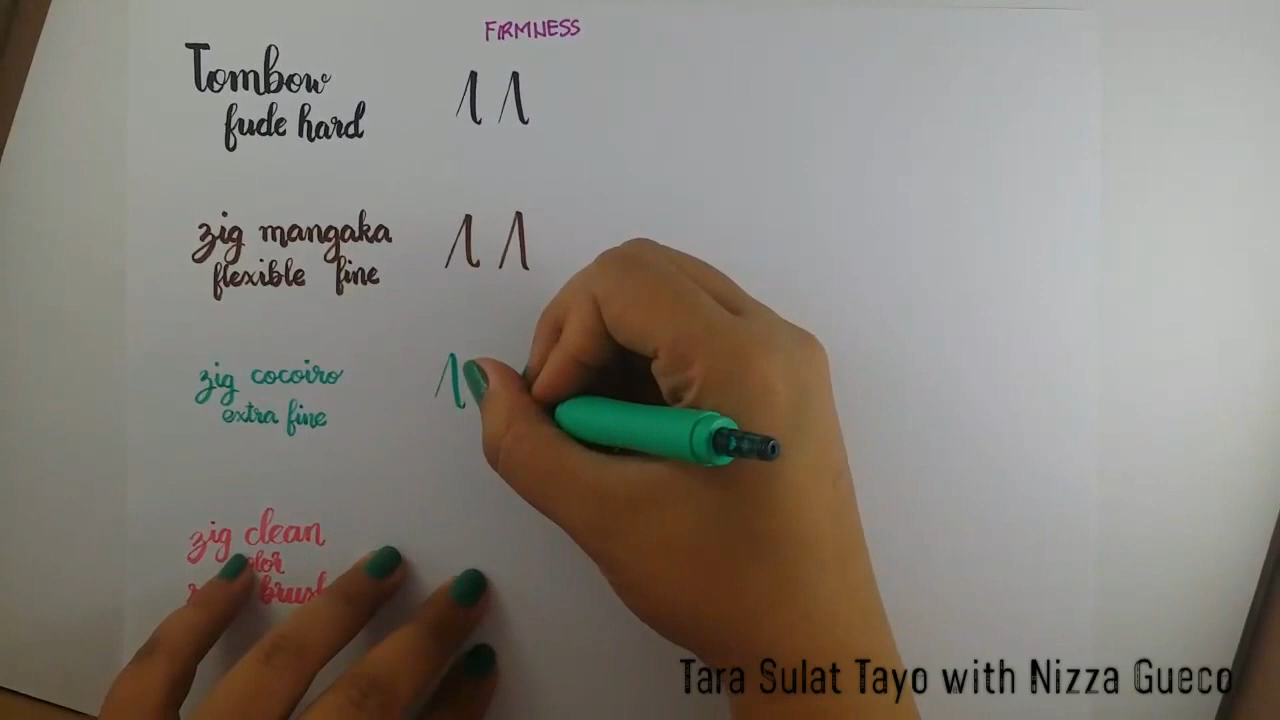 FIRMNESS
Tombow
fude hard
zig mangaka
flexible fine
zig cocoiro
extra fine
zig clean
Tara Sulat Tayo with Nizza Gueco